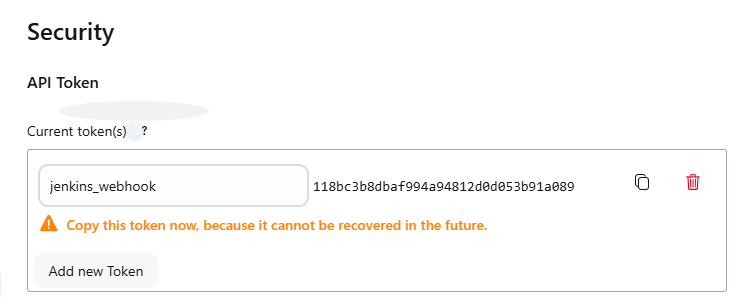 Security
API Token
Current token(s) ?
jenkins_webhook 118bc3b8dbaf994a94812d0d053b91a089
Copy this token now, because it cannot be recovered in the future.
Add new Token